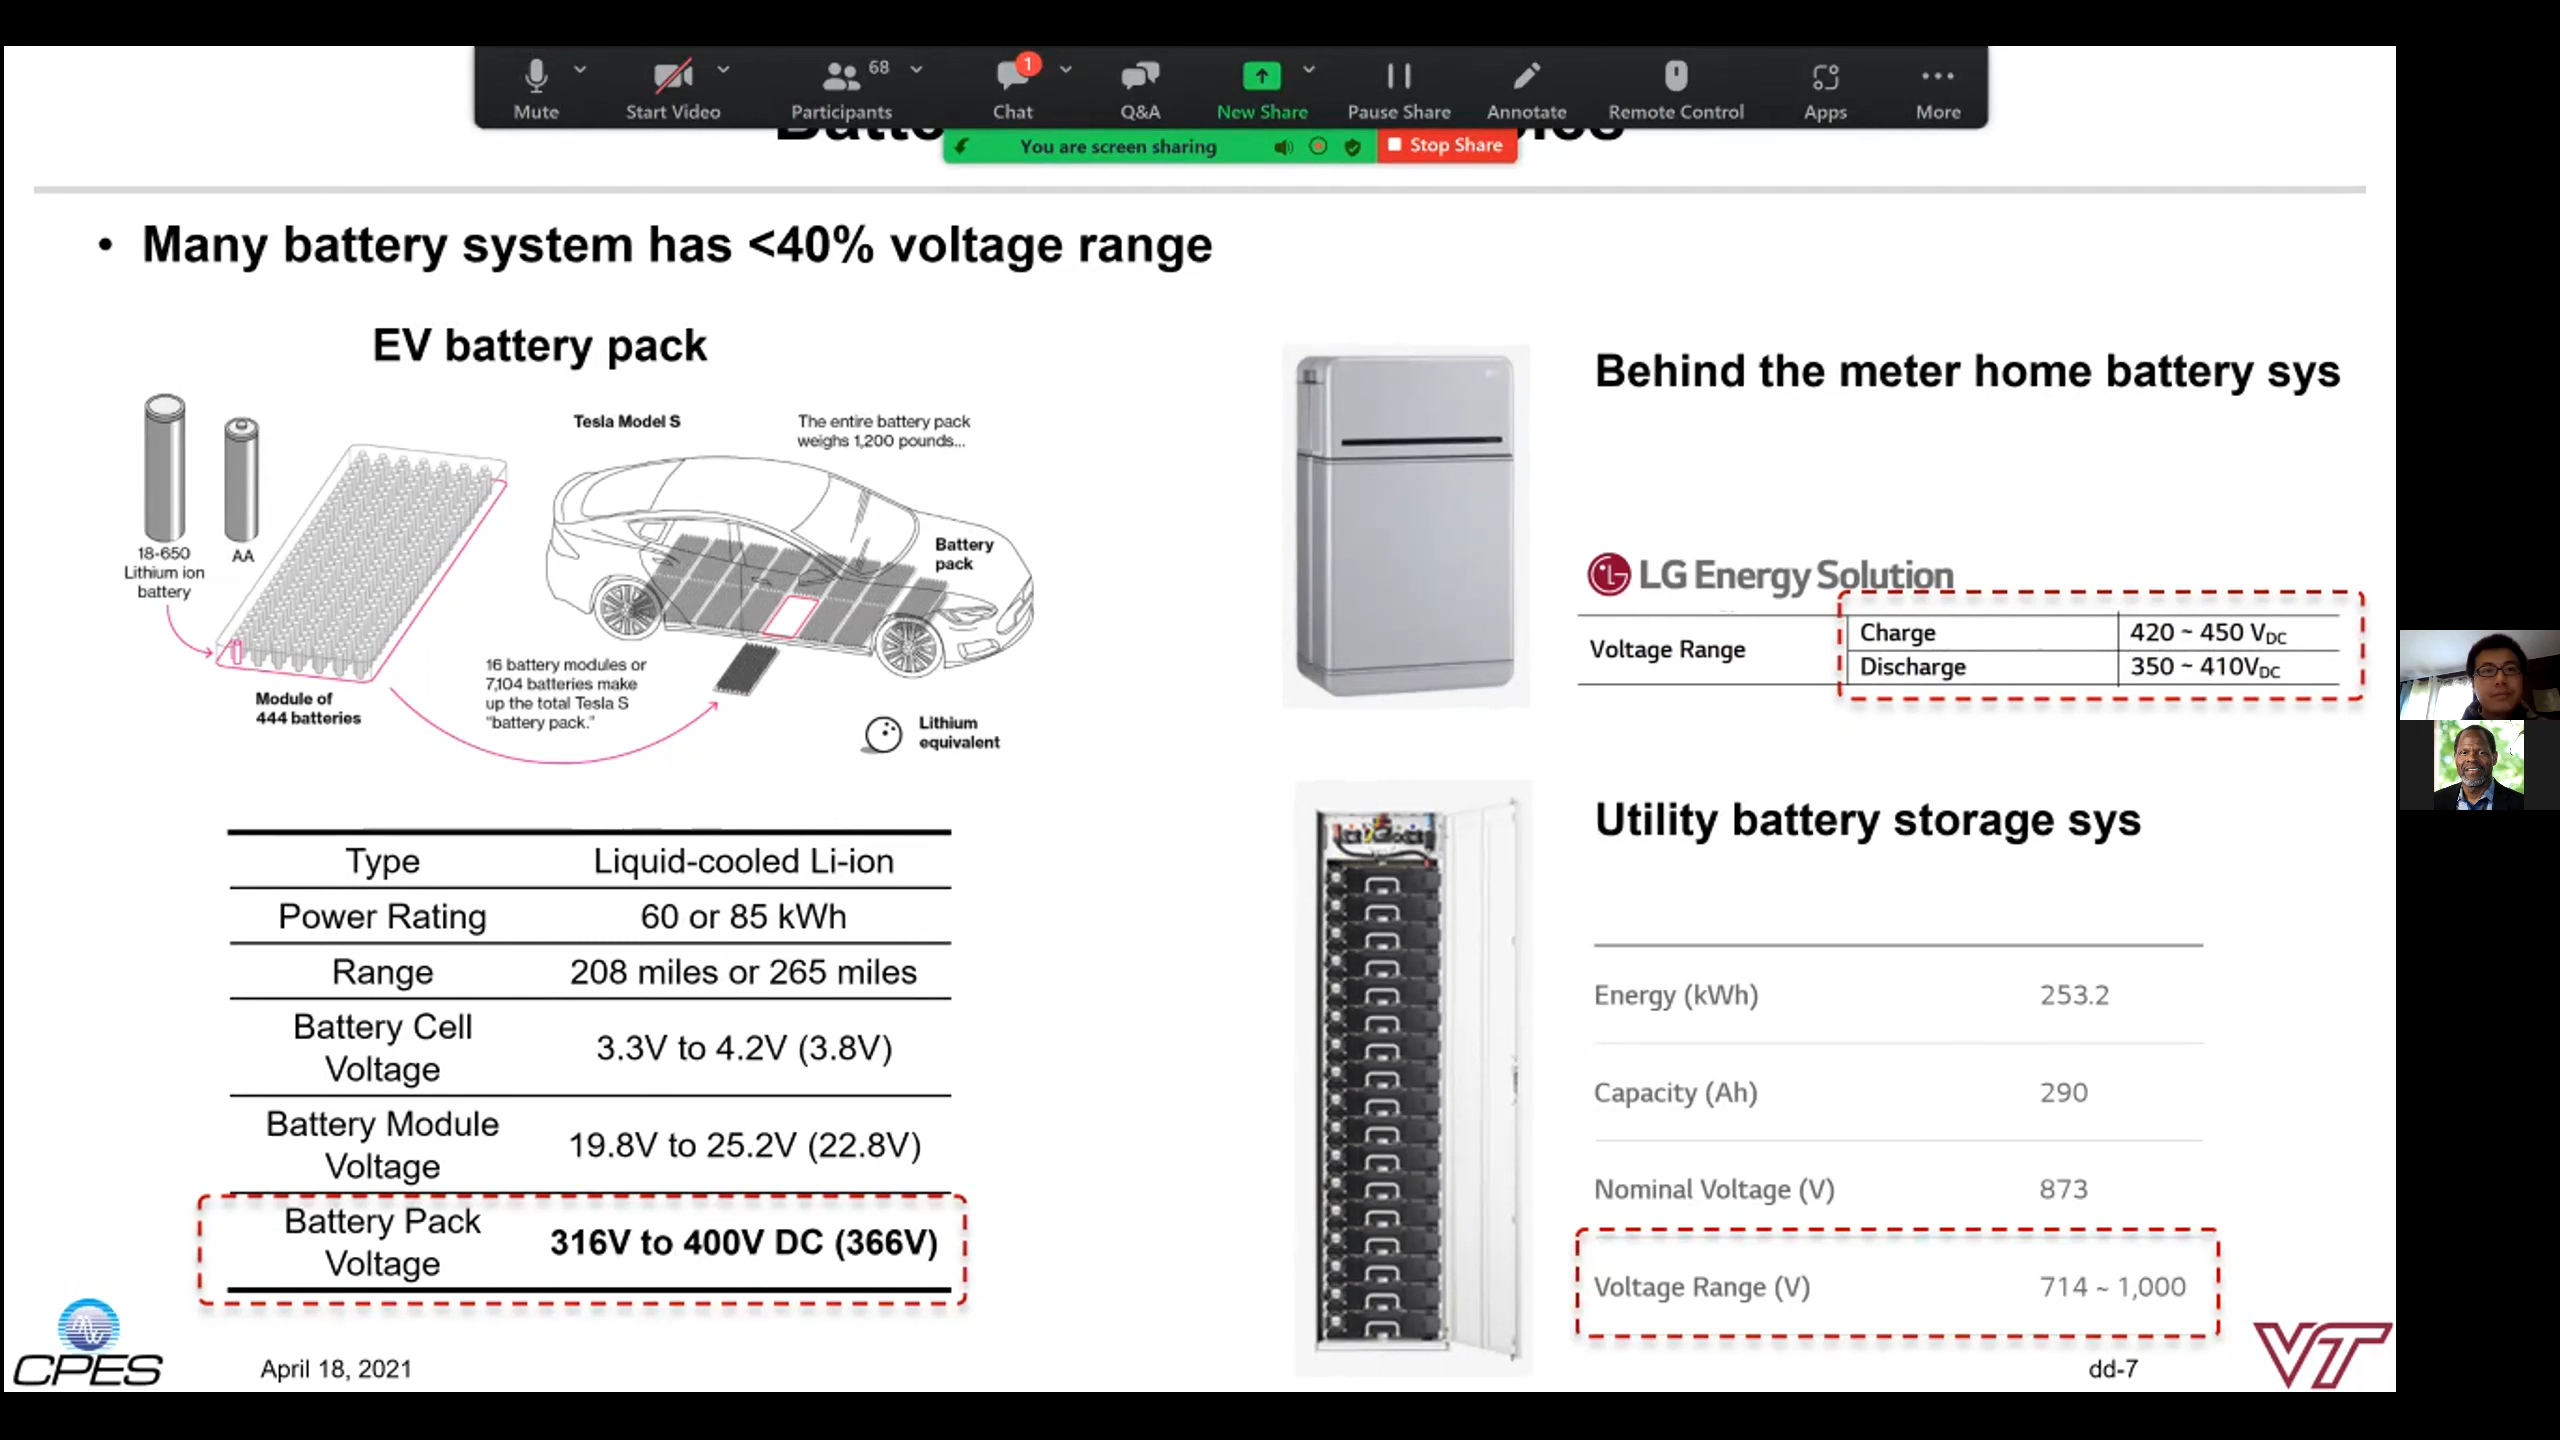 68
1
Mute
Start Video
Participants
Chat
Q&A
New Share
Pause Share
Annotate
Remote Control
Apps
More
You are screen sharing
Stop Share
• Many battery system has <40% voltage range
EV battery pack
18-650
Lithium ion
battery
AA
Module of
444 batteries
Tesla Model S
The entire battery pack
weighs 1,200 pounds...
Battery
pack
16 battery modules or
7,104 batteries make
up the total Tesla S
"battery pack."
Lithium
equivalent
Type Liquid-cooled Li-ion
Power Rating 60 or 85 kWh
Range 208 miles or 265 miles
Battery Cell
Voltage
3.3V to 4.2V (3.8V)
Battery Module
Voltage
19.8V to 25.2V (22.8V)
Battery Pack
Voltage
316V to 400V DC (366V)
Behind the meter home battery sys
LG Energy Solution
Voltage Range
Charge 420 ~ 450 VDC
Discharge 350 ~ 410VDC
Utility battery storage sys
Energy (kWh) 253.2
Capacity (Ah) 290
Nominal Voltage (V) 873
Voltage Range (V) 714 ~ 1,000
CPES
April 18, 2021
dd-7
VT